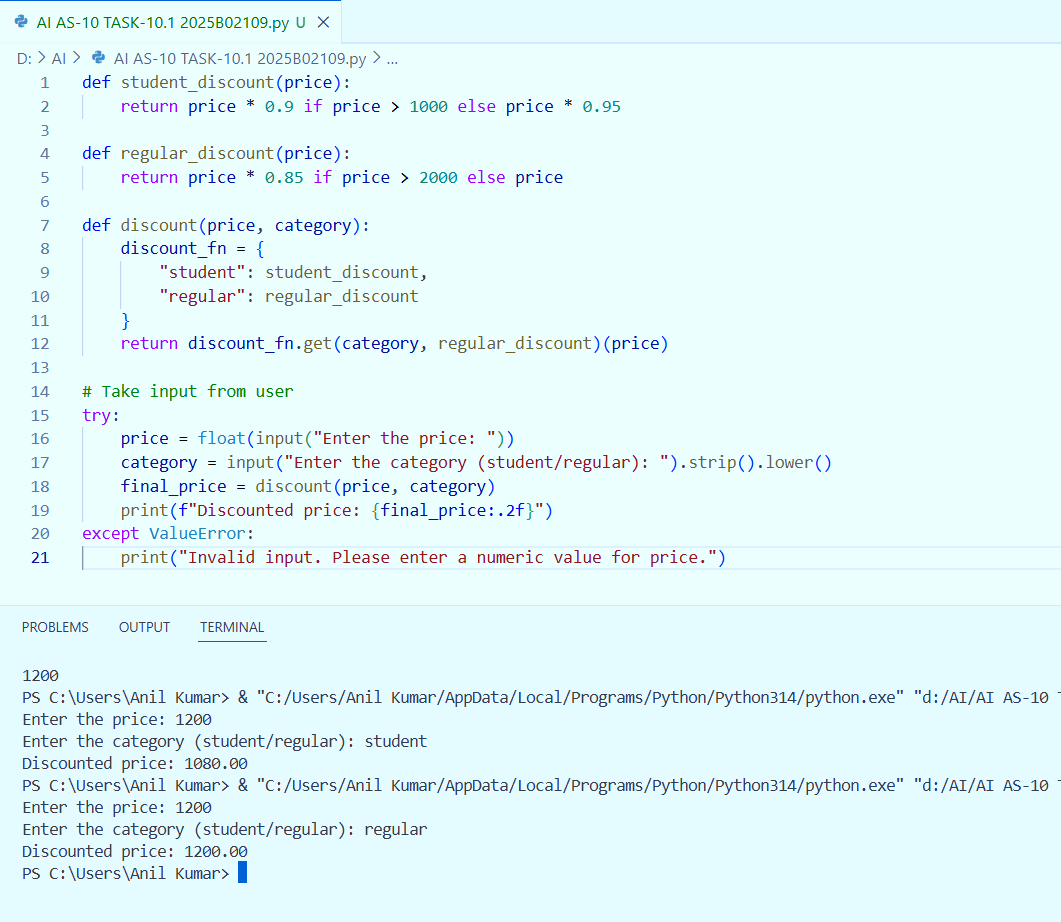 AI AS-10 TASK-10.1 2025B02109.py U
D: > AI > AI AS-10 TASK-10.1 2025B02109.py > ...
1 def student_discount(price):
2     return price * 0.9 if price > 1000 else price * 0.95
3
4 def regular_discount(price):
5     return price * 0.85 if price > 2000 else price
6
7 def discount(price, category):
8     discount_fn = {
9         "student": student_discount,
10         "regular": regular_discount
11     }
12     return discount_fn.get(category, regular_discount)(price)
13
14 # Take input from user
15 try:
16     price = float(input("Enter the price: "))
17     category = input("Enter the category (student/regular): ").strip().lower()
18     final_price = discount(price, category)
19     print(f"Discounted price: {final_price:.2f}")
20 except ValueError:
21     print("Invalid input. Please enter a numeric value for price.")
PROBLEMS OUTPUT TERMINAL
1200
PS C:\Users\Anil Kumar> & "C:/Users/Anil Kumar/AppData/Local/Programs/Python/Python314/python.exe" "d:/AI/AI AS-10
Enter the price: 1200
Enter the category (student/regular): student
Discounted price: 1080.00
PS C:\Users\Anil Kumar> & "C:/Users/Anil Kumar/AppData/Local/Programs/Python/Python314/python.exe" "d:/AI/AI AS-10
Enter the price: 1200
Enter the category (student/regular): regular
Discounted price: 1200.00
PS C:\Users\Anil Kumar>